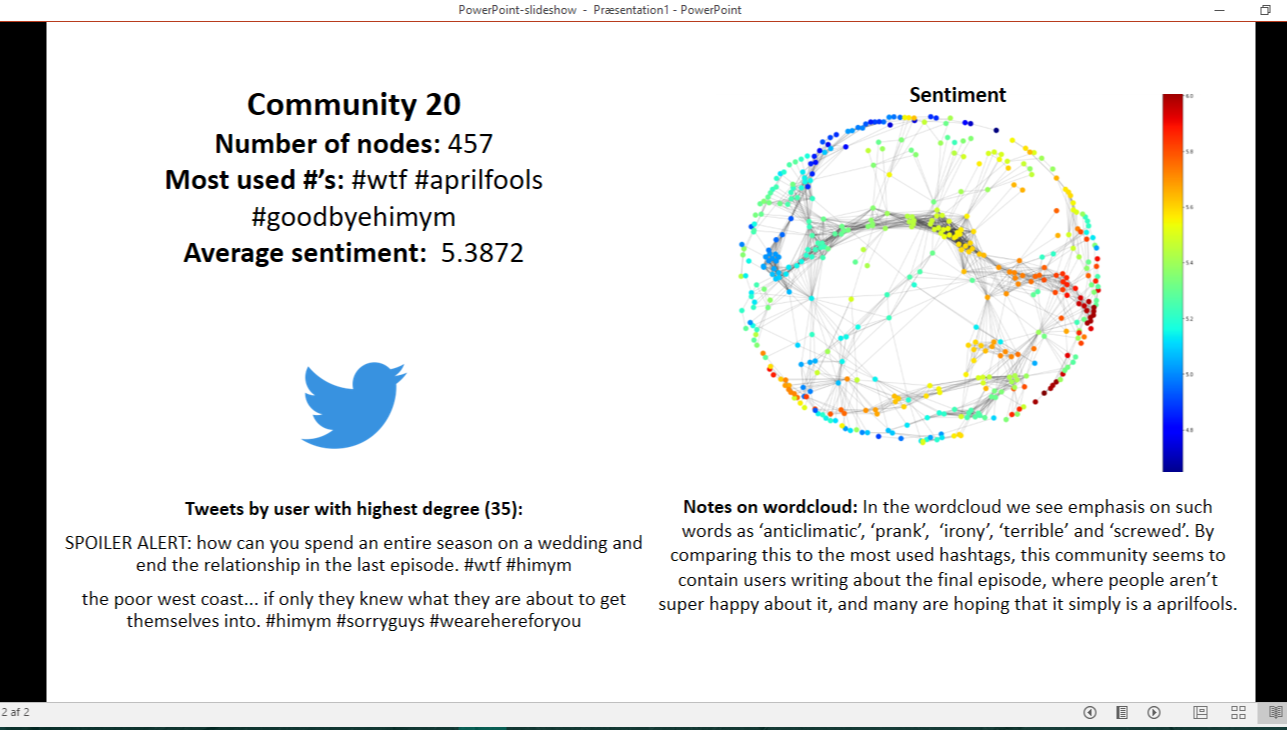 PowerPoint-slideshow - Præsentation1 - PowerPoint
Community 20
Number of nodes: 457
Most used #'s: #wtf #aprilfools
#goodbyehimym
Average sentiment: 5.3872
Sentiment
6.0
5.8
5.6
5.4
5.2
5.0
4.8
Tweets by user with highest degree (35):
SPOILER ALERT: how can you spend an entire season on a wedding and
end the relationship in the last episode. #wtf #himym
the poor west coast... if only they knew what they are about to get
themselves into. #himym #sorryguys #wearehereforyou
Notes on wordcloud: In the wordcloud we see emphasis on such
words as ‘anticlimatic’, ‘prank’, ‘irony’, ‘terrible’ and ‘screwed’. By
comparing this to the most used hashtags, this community seems to
contain users writing about the final episode, where people aren’t
super happy about it, and many are hoping that it simply is a aprilfools.
2 af 2